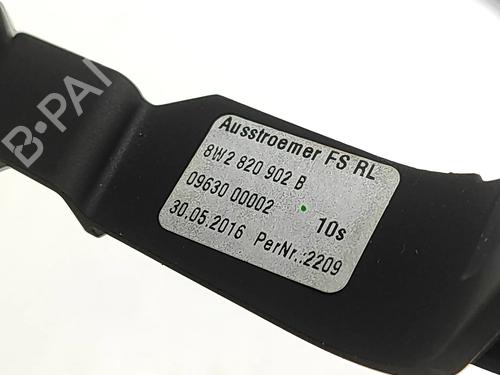 B-PA
Ausstroemer FS RL
8W2 820 902 B
09630 00002 10s
30.05.2016 PerNr.:2209